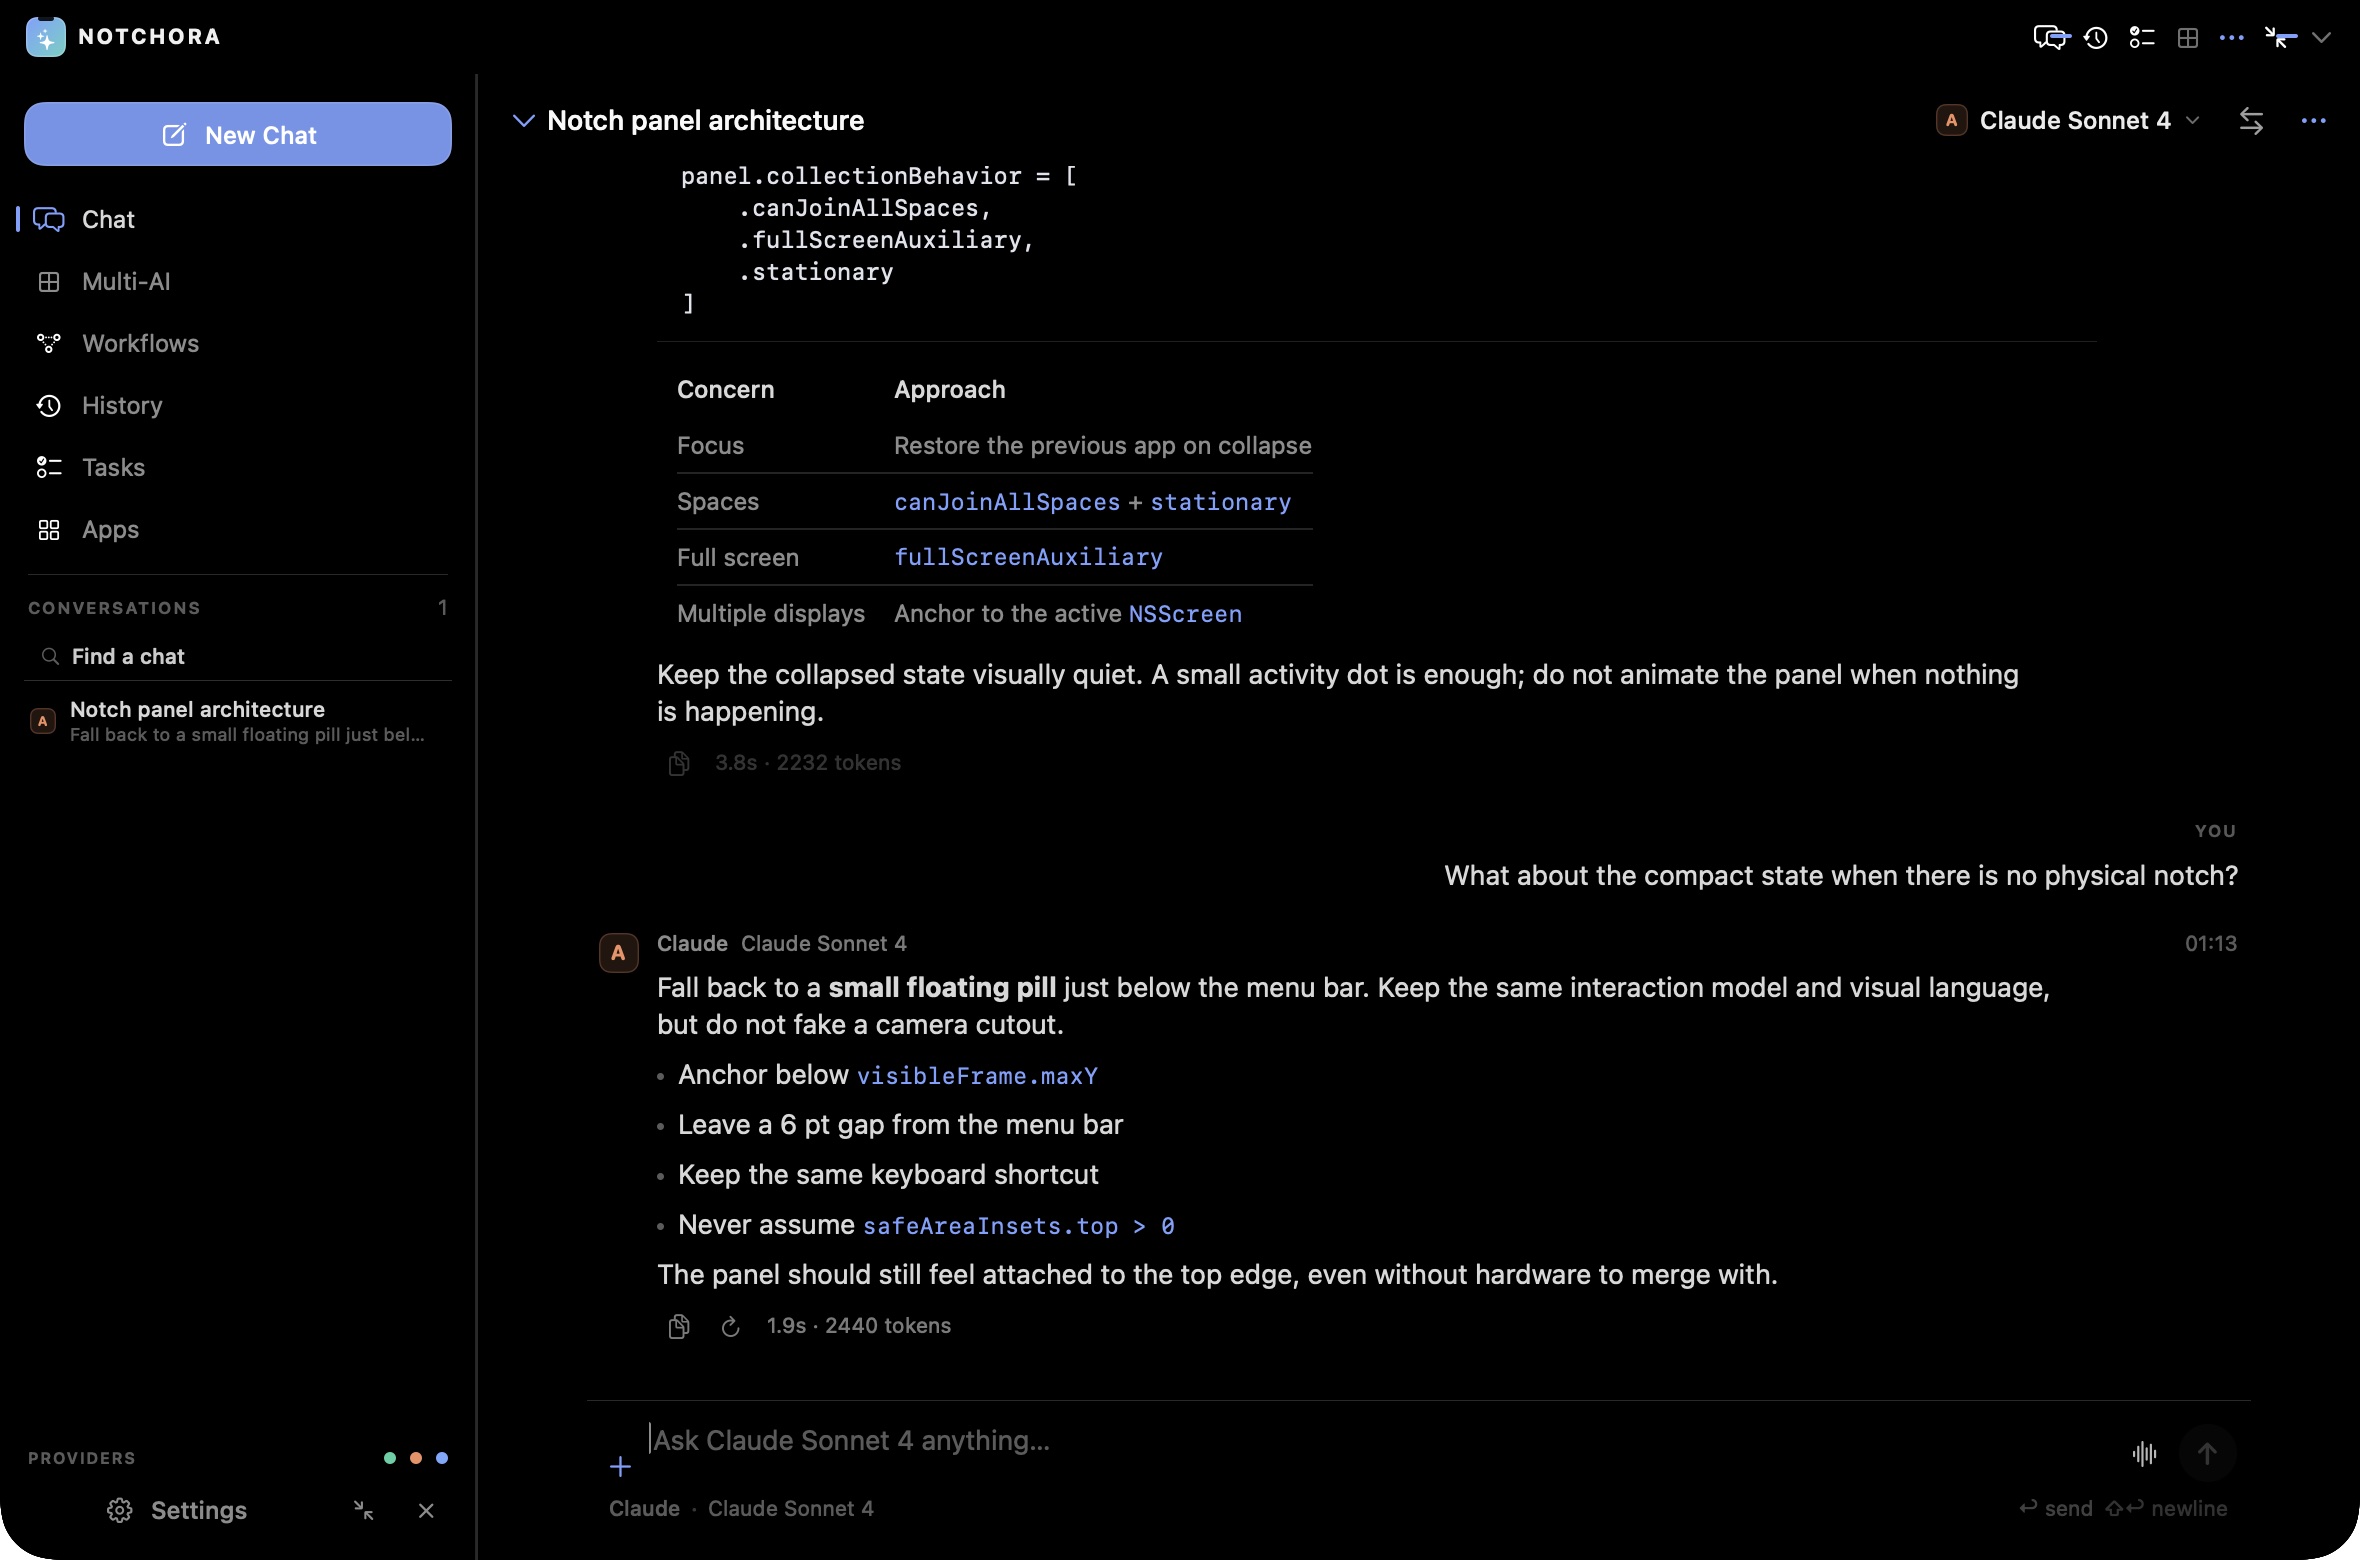 NOTCHORA
New Chat
Chat
Multi-AI
Workflows
History
Tasks
Apps
CONVERSATIONS 1
Find a chat
A Notch panel architecture
Fall back to a small floating pill just bel...
PROVIDERS
Settings
Notch panel architecture
A Claude Sonnet 4
panel.collectionBehavior = [
    .canJoinAllSpaces,
    .fullScreenAuxiliary,
    .stationary
]
Concern Approach
Focus Restore the previous app on collapse
Spaces canJoinAllSpaces + stationary
Full screen fullScreenAuxiliary
Multiple displays Anchor to the active NSScreen
Keep the collapsed state visually quiet. A small activity dot is enough; do not animate the panel when nothing
is happening.
3.8s · 2232 tokens
YOU
What about the compact state when there is no physical notch?
A Claude Claude Sonnet 4 01:13
Fall back to a small floating pill just below the menu bar. Keep the same interaction model and visual language,
but do not fake a camera cutout.
• Anchor below visibleFrame.maxY
• Leave a 6 pt gap from the menu bar
• Keep the same keyboard shortcut
• Never assume safeAreaInsets.top > 0
The panel should still feel attached to the top edge, even without hardware to merge with.
1.9s · 2440 tokens
Ask Claude Sonnet 4 anything...
Claude · Claude Sonnet 4
send newline